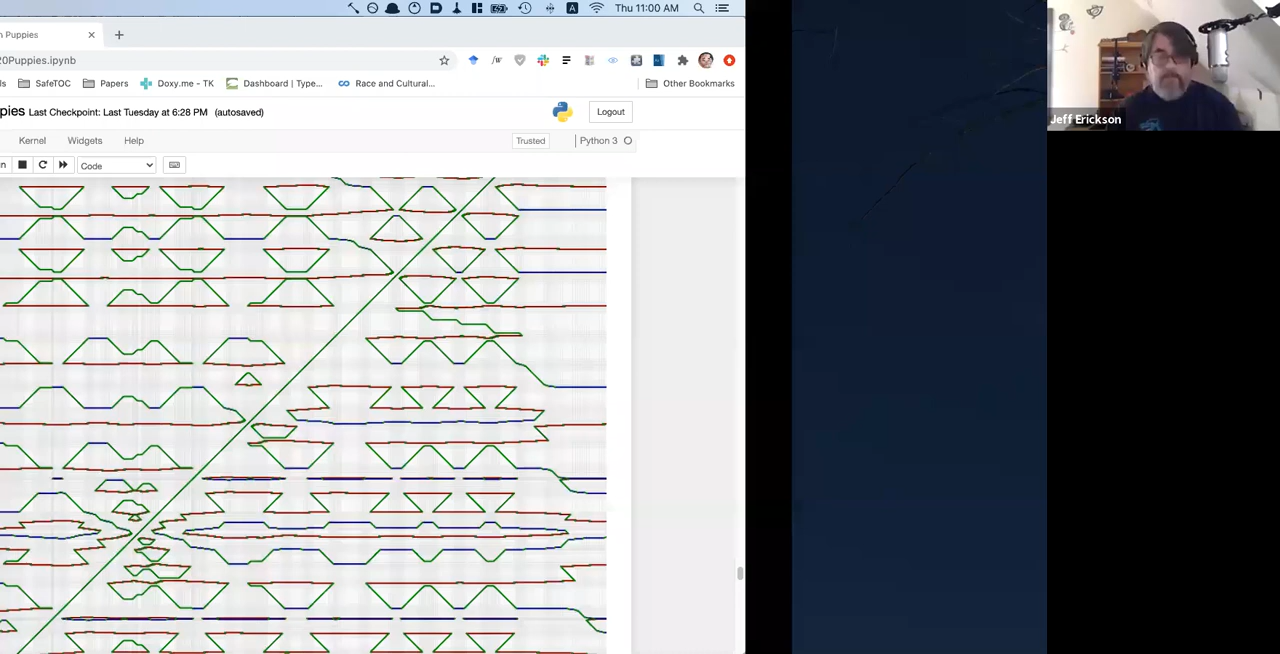 Thu 11:00 AM
n Puppies
20Puppies.ipynb
ls SafeTOC Papers Doxy.me - TK Dashboard | Type... Race and Cultural... Other Bookmarks
pies Last Checkpoint: Last Tuesday at 6:28 PM (autosaved) Logout
Kernel Widgets Help Trusted Python 3
n Code
Jeff Erickson